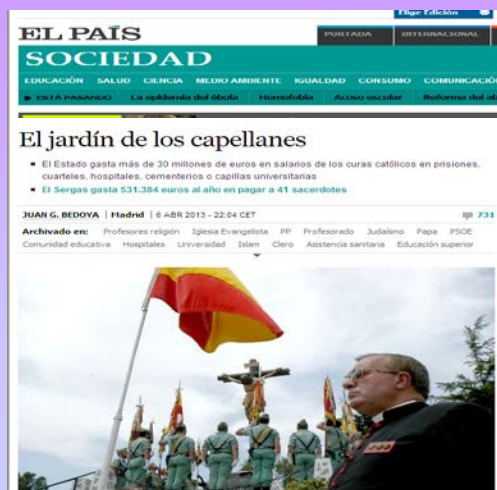 Elige Edición
EL PAÍS
PORTADA INTERNACIONAL
SOCIEDAD
EDUCACIÓN SALUD CIENCIA MEDIO AMBIENTE IGUALDAD CONSUMO COMUNICACIÓ
ESTÁ PASANDO La epidemia del ébola Homofobia Acoso escolar Reforma del ab
El jardín de los capellanes
El Estado gasta más de 30 millones de euros en salarios de los curas católicos en prisiones,
cuarteles, hospitales, cementerios o capillas universitarias
El Sergas gasta 531.384 euros al año en pagar a 41 sacerdotes
JUAN G. BEDOYA | Madrid | 6 ABR 2013 - 22:04 CET 731
Archivado en: Profesores religión Iglesia Evangelista PP Profesorado Judaísmo Papa PSOE
Comunidad educativa Hospitales Universidad Islam Clero Asistencia sanitaria Educación superior